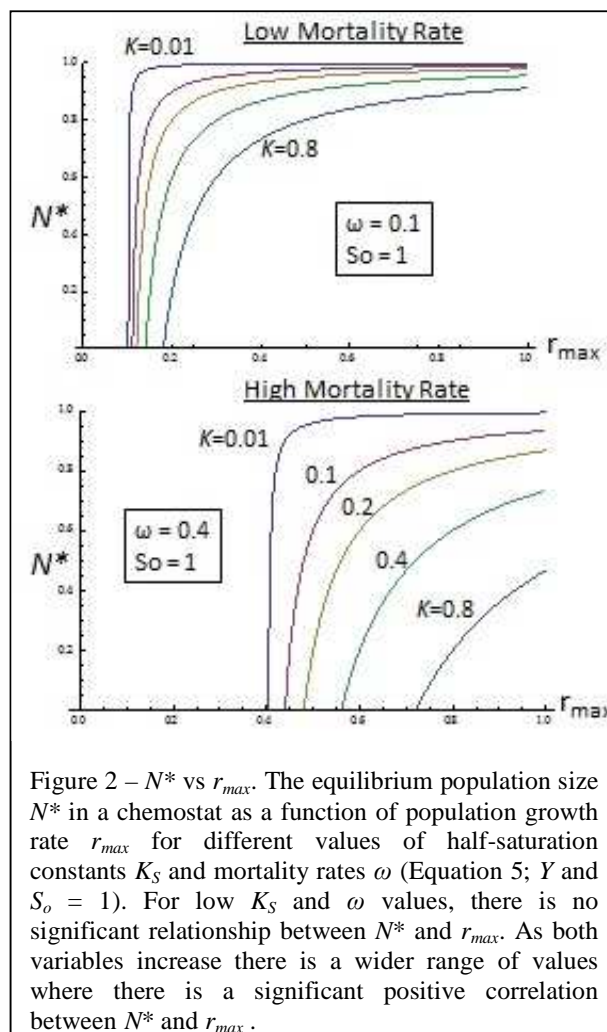 Low Mortality Rate
K=0.01
1.0
0.8
0.6
0.4
0.2
N*
K=0.8
ω = 0.1
So = 1
0.0 0.2 0.4 0.6 0.8 1.0
r_max
High Mortality Rate
K=0.01
1.0
0.8
0.6
0.4
0.2
N*
0.1
0.2
0.4
K=0.8
ω = 0.4
So = 1
0.0 0.2 0.4 0.6 0.8 1.0
r_max
Figure 2 – N* vs r_max. The equilibrium population size
N* in a chemostat as a function of population growth
rate r_max for different values of half-saturation
constants K_S and mortality rates ω (Equation 5; Y and
S_o = 1). For low K_S and ω values, there is no
significant relationship between N* and r_max. As both
variables increase there is a wider range of values
where there is a significant positive correlation
between N* and r_max .